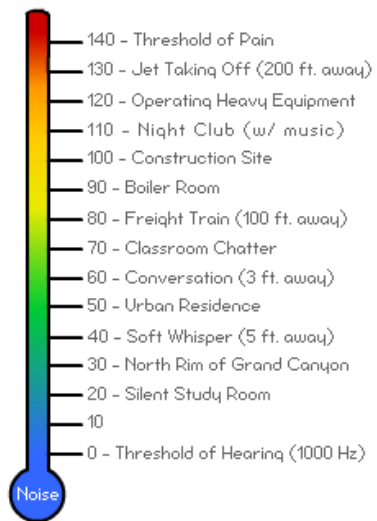 140 - Threshold of Pain
130 - Jet Taking Off (200 ft. away)
120 - Operating Heavy Equipment
110 - Night Club (w/ music)
100 - Construction Site
90 - Boiler Room
80 - Freight Train (100 ft. away)
70 - Classroom Chatter
60 - Conversation (3 ft. away)
50 - Urban Residence
40 - Soft Whisper (5 ft. away)
30 - North Rim of Grand Canyon
20 - Silent Study Room
10
0 - Threshold of Hearing (1000 Hz)
Noise